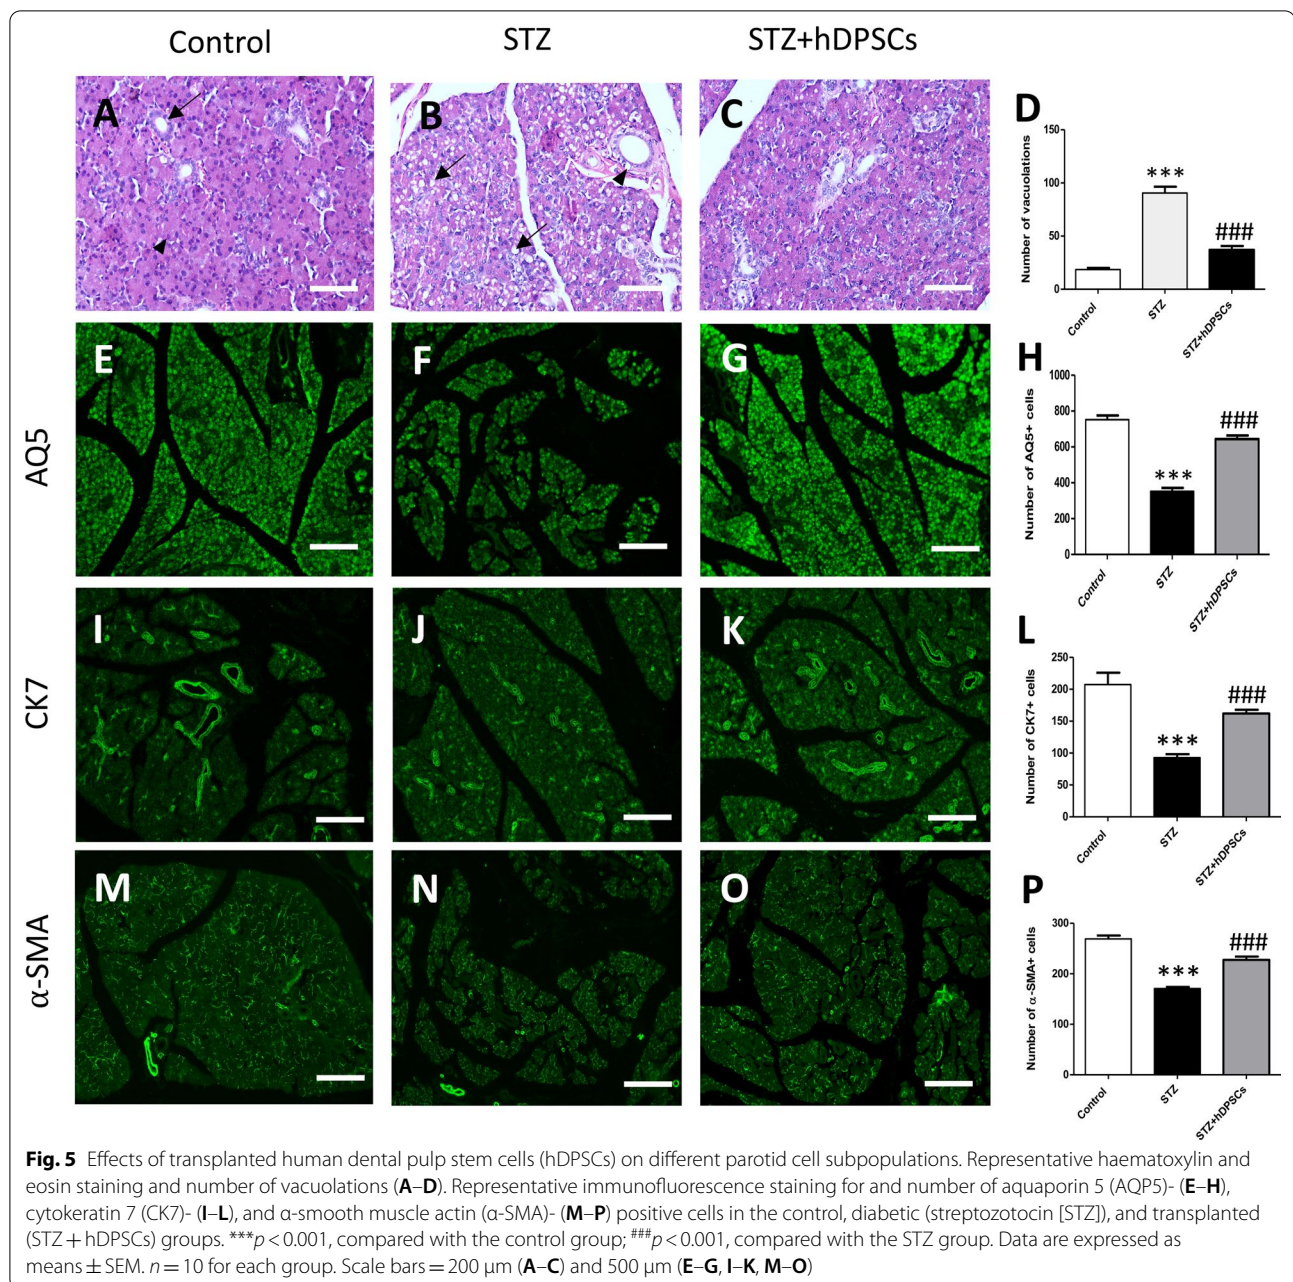 Control
STZ
STZ+hDPSCs
A
B
C
D
150
100
50
0
Number of vacuolations
***
###
Control
STZ
STZ+hDPSCs
AQ5
E
F
G
H
1000
800
600
400
200
0
Number of AQ5+ cells
***
###
Control
STZ
STZ+hDPSCs
CK7
I
J
K
L
250
200
150
100
50
0
Number of CK7+ cells
***
###
Control
STZ
STZ+hDPSCs
α-SMA
M
N
O
P
300
200
100
0
Number of α-SMA+ cells
***
###
Control
STZ
STZ+hDPSCs
Fig. 5 Effects of transplanted human dental pulp stem cells (hDPSCs) on different parotid cell subpopulations. Representative haematoxylin and
eosin staining and number of vacuolations (A–D). Representative immunofluorescence staining for and number of aquaporin 5 (AQP5)- (E–H),
cytokeratin 7 (CK7)- (I–L), and α-smooth muscle actin (α-SMA)- (M–P) positive cells in the control, diabetic (streptozotocin [STZ]), and transplanted
(STZ + hDPSCs) groups. ***p < 0.001, compared with the control group; ###p < 0.001, compared with the STZ group. Data are expressed as
means ± SEM. n = 10 for each group. Scale bars = 200 μm (A–C) and 500 μm (E–G, I–K, M–O)